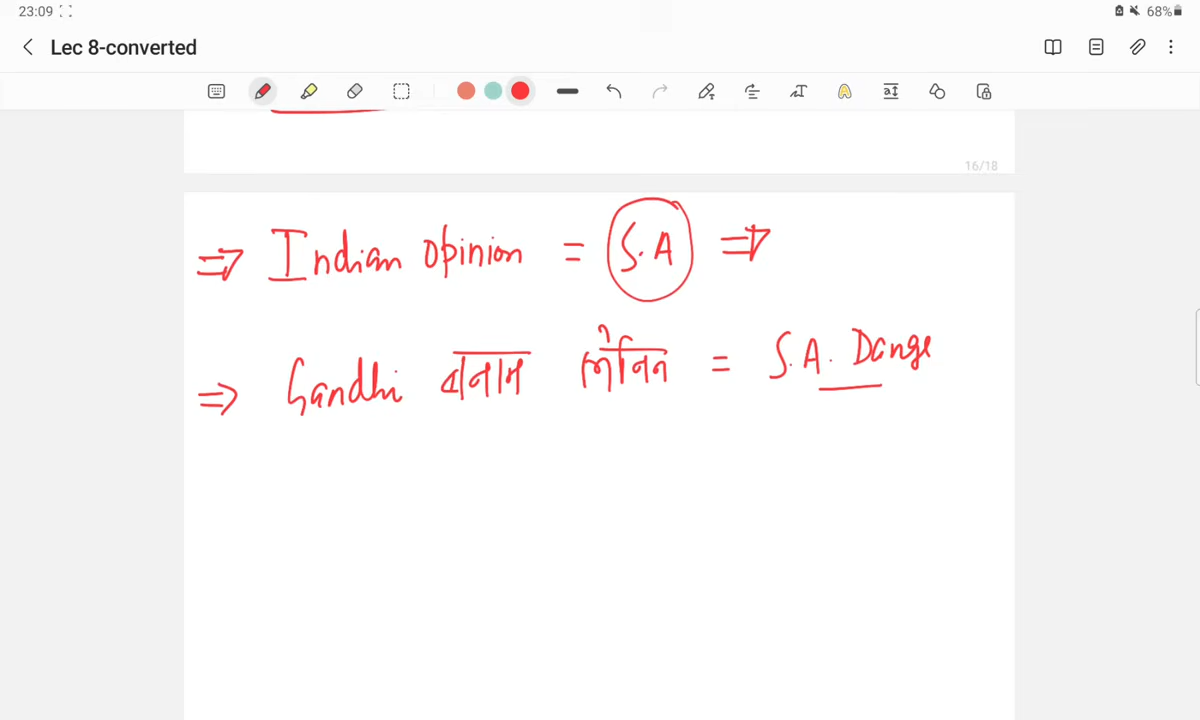 23:09
68%
Lec 8-converted
16/18
⇒ Indian opinion = S.A ⇒
⇒ Gandhi बनाम लेनिन = S.A. Dange